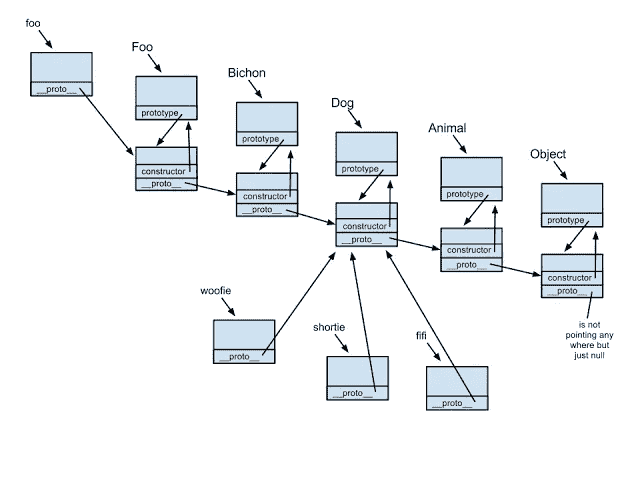 foo
__proto__
Foo
prototype
constructor
__proto__
Bichon
prototype
constructor
__proto__
Dog
prototype
constructor
__proto__
Animal
prototype
constructor
__proto__
Object
prototype
constructor
__proto__
is not
pointing any
where but
just null
woofie
__proto__
shortie
__proto__
fifi
__proto__